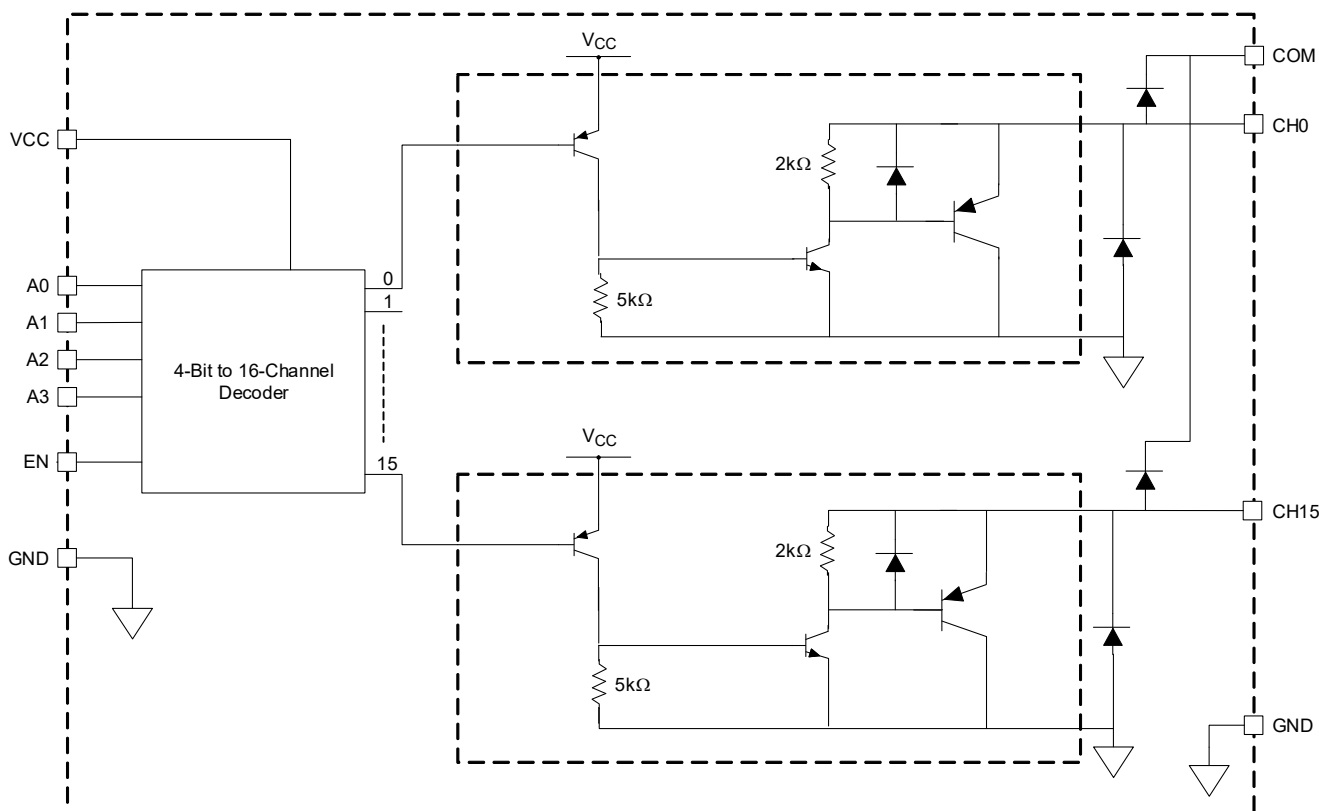 VCC
COM
VCC
CH0
2kΩ
A0
0
5kΩ
A1
1
A2
4-Bit to 16-Channel
Decoder
A3
VCC
EN
15
CH15
2kΩ
GND
5kΩ
GND